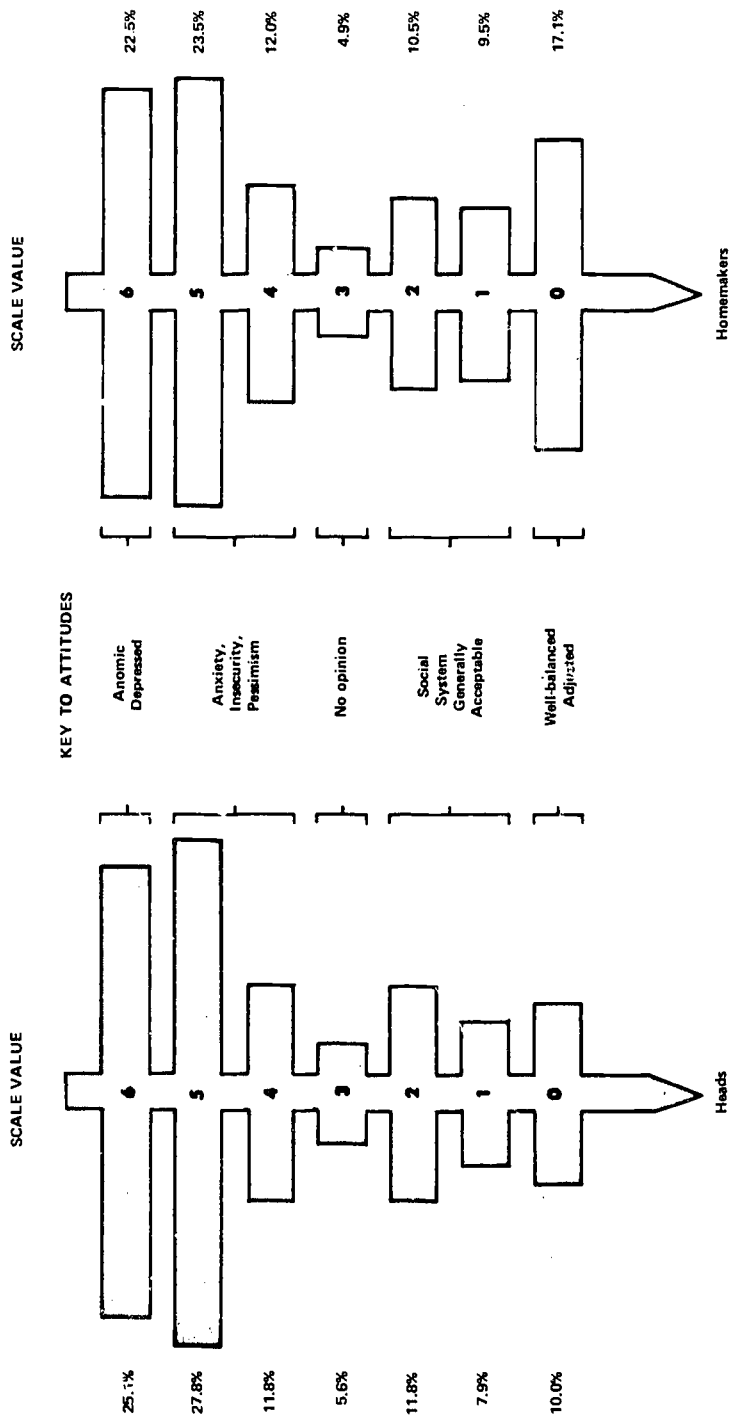 SCALE VALUE
KEY TO ATTITUDES
SCALE VALUE
25.1%
6
Anomic
Depressed
6
22.5%
27.8%
5
Anxiety,
Insecurity,
Pessimism
5
23.5%
11.8%
4
4
12.0%
5.6%
3
No opinion
3
4.9%
11.8%
2
Social
System
Generally
Acceptable
2
10.5%
7.9%
1
1
9.5%
10.0%
0
Well-balanced
Adjusted
0
17.1%
Heads
Homemakers